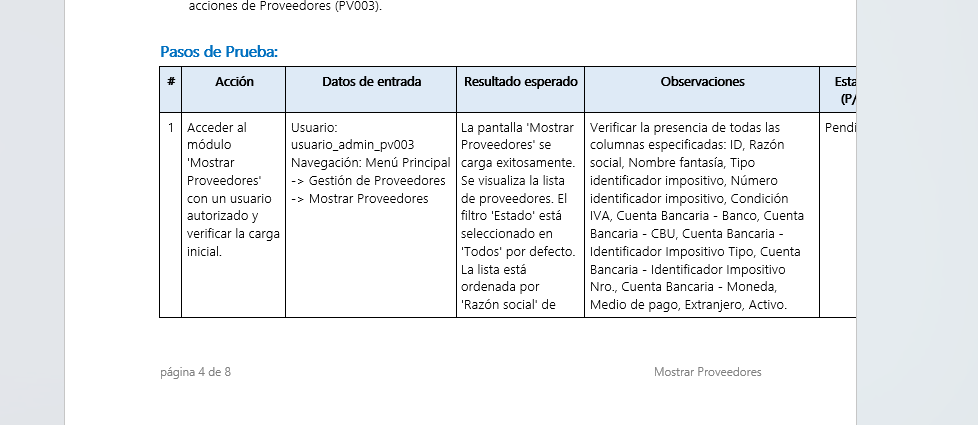 acciones de Proveedores (PV003).
Pasos de Prueba:
#
Acción
Datos de entrada
Resultado esperado
Observaciones
Esta
(P/
1
Acceder al
módulo
'Mostrar
Proveedores'
con un usuario
autorizado y
verificar la carga
inicial.
Usuario:
usuario_admin_pv003
Navegación: Menú Principal
-> Gestión de Proveedores
-> Mostrar Proveedores
La pantalla 'Mostrar
Proveedores' se
carga exitosamente.
Se visualiza la lista
de proveedores. El
filtro 'Estado' está
seleccionado en
'Todos' por defecto.
La lista está
ordenada por
'Razón social' de
Verificar la presencia de todas las
columnas especificadas: ID, Razón
social, Nombre fantasía, Tipo
identificador impositivo, Número
identificador impositivo, Condición
IVA, Cuenta Bancaria - Banco, Cuenta
Bancaria - CBU, Cuenta Bancaria -
Identificador Impositivo Tipo, Cuenta
Bancaria - Identificador Impositivo
Nro., Cuenta Bancaria - Moneda,
Medio de pago, Extranjero, Activo.
Pendi
página 4 de 8
Mostrar Proveedores